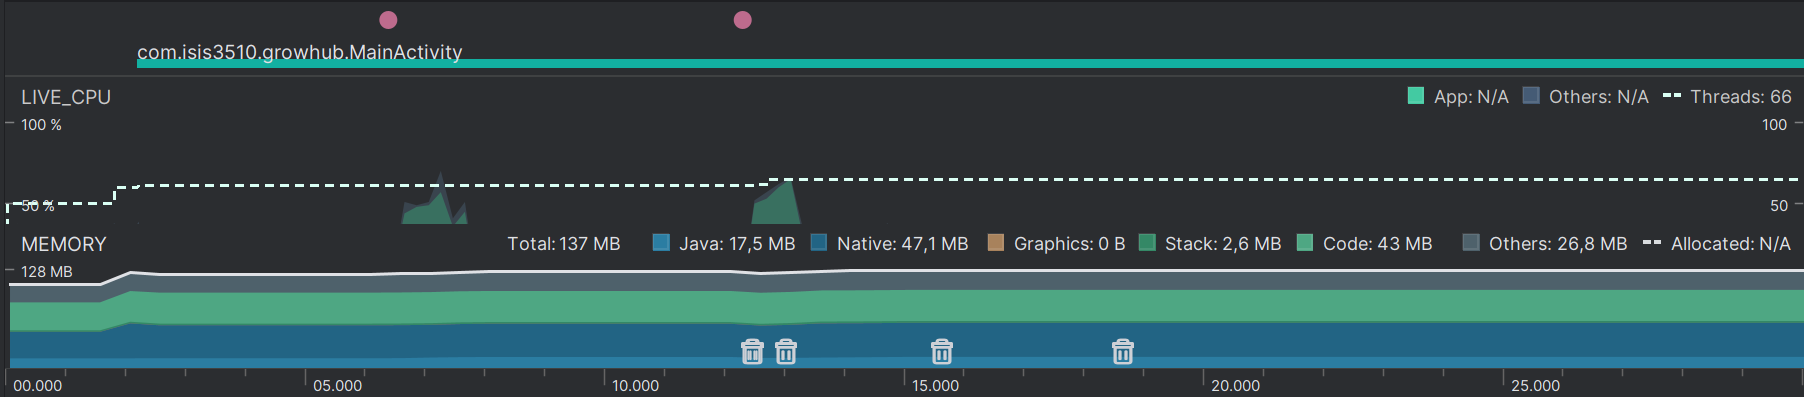 com.isis3510.growhub.MainActivity
LIVE_CPU App: N/A Others: N/A Threads: 66
100 % 100
50 % 50
MEMORY Total: 137 MB Java: 17,5 MB Native: 47,1 MB Graphics: 0 B Stack: 2,6 MB Code: 43 MB Others: 26,8 MB Allocated: N/A
128 MB
00.000 05.000 10.000 15.000 20.000 25.000